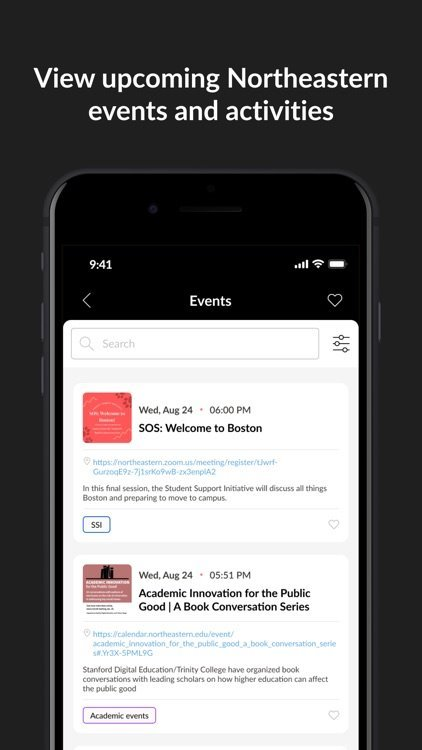 View upcoming Northeastern
events and activities
9:41
Events
Search
SOS: Welcome to
Boston!
Wed, Aug 24 • 06:00 PM
SOS: Welcome to Boston
https://northeastern.zoom.us/meeting/register/tJwrf-
GurzoqE9z-7j1srKo9wB-zx3enplA2
In this final session, the Student Support Initiative will discuss all things
Boston and preparing to move to campus.
SSI
ACADEMIC INNOVATION
for the Public Good
Wed, Aug 24 • 05:51 PM
Academic Innovation for the Public
Good | A Book Conversation Series
https://calendar.northeastern.edu/event/
academic_innovation_for_the_public_good_a_book_conversation_serie
s#.Yr3X-5PML9G
Stanford Digital Education/Trinity College have organized book
conversations with leading scholars on how higher education can affect
the public good
Academic events